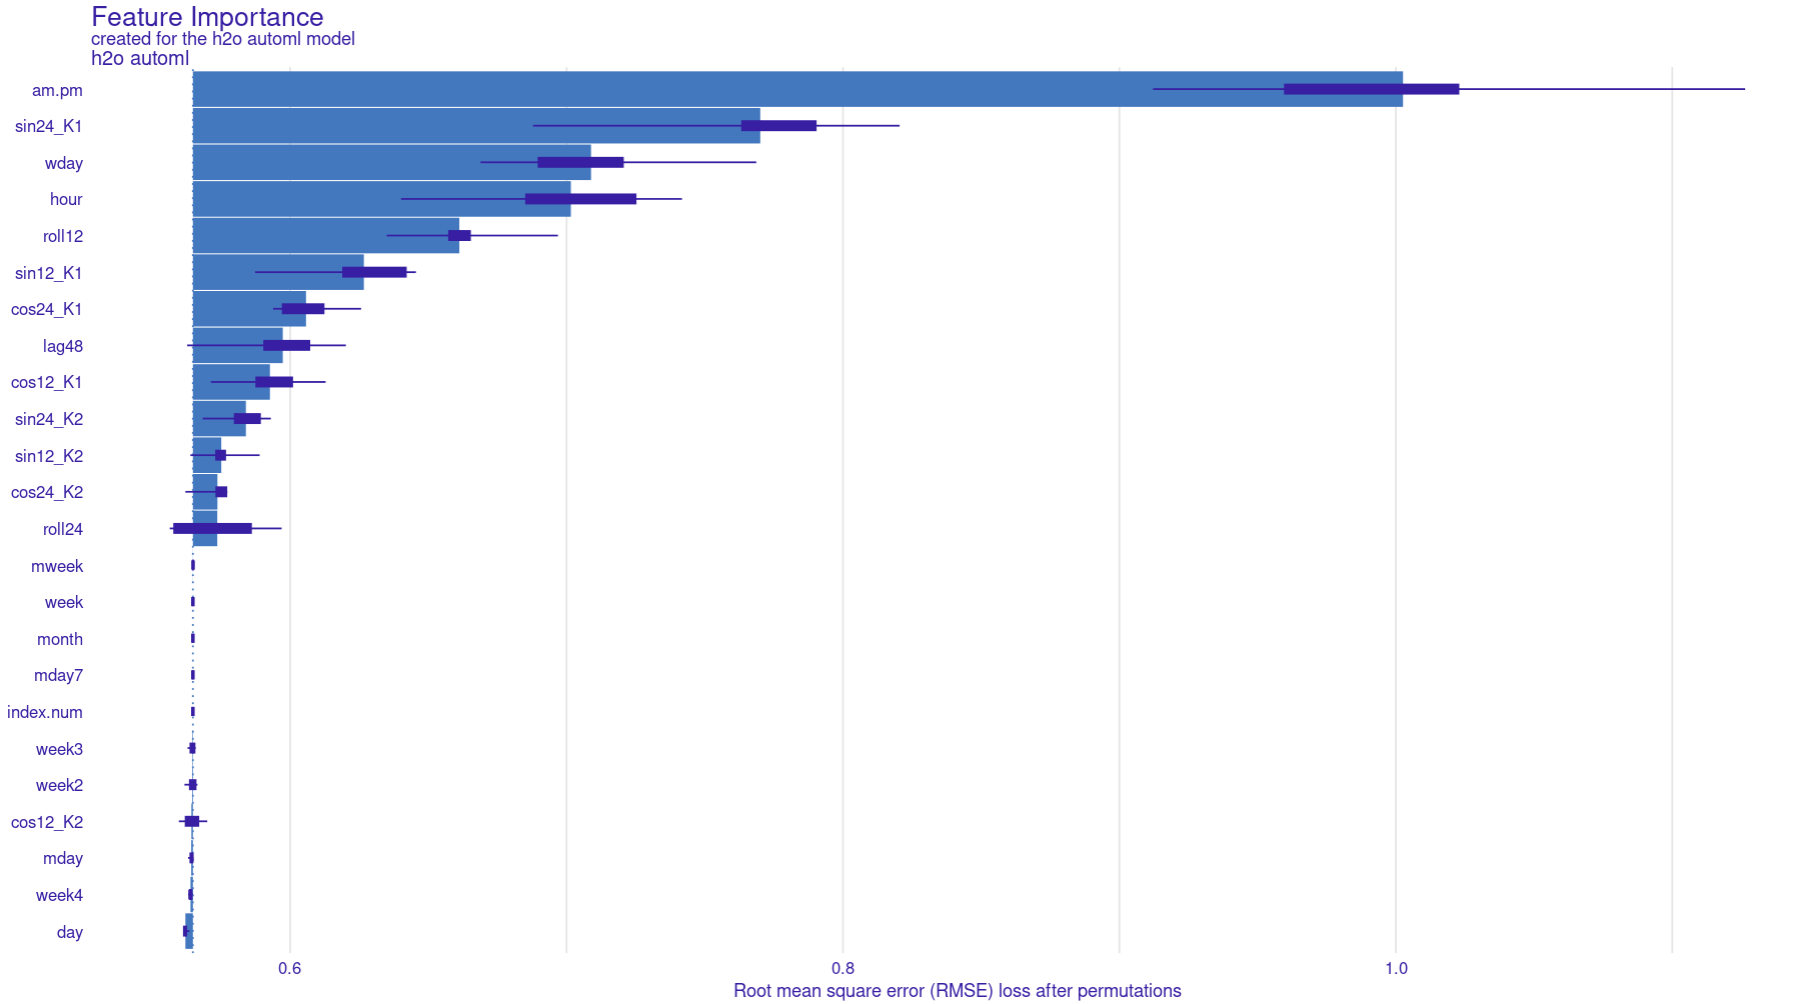 Feature Importance
created for the h2o automl model
h2o automl
am.pm
sin24_K1
wday
hour
roll12
sin12_K1
cos24_K1
lag48
cos12_K1
sin24_K2
sin12_K2
cos24_K2
roll24
mweek
week
month
mday7
index.num
week3
week2
cos12_K2
mday
week4
day
0.6 0.8 1.0
Root mean square error (RMSE) loss after permutations